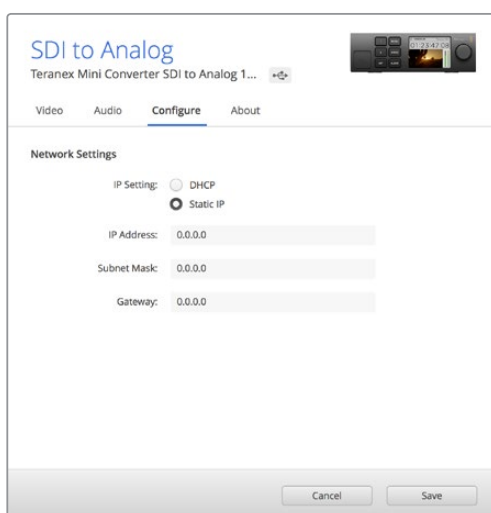 SDI to Analog
Teranex Mini Converter SDI to Analog 1...
Video Audio Configure About
Network Settings
IP Setting: DHCP
Static IP
IP Address: 0.0.0.0
Subnet Mask: 0.0.0.0
Gateway: 0.0.0.0
Cancel Save